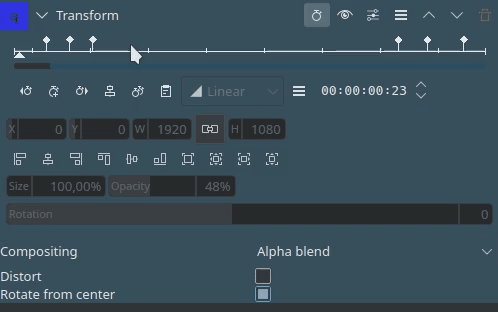 Transform
Linear 00:00:00:23
X 0 Y 0 W 1920 H 1080
Size 100,00% Opacity 48%
Rotation 0
Compositing Alpha blend
Distort
Rotate from center